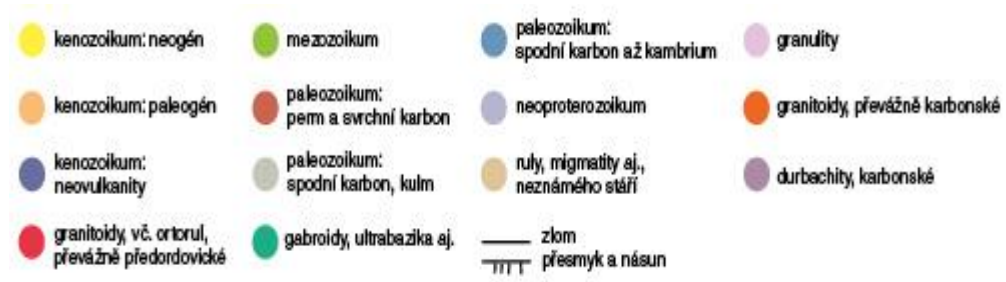 kenozoikum: neogén
mezozoikum
paleozoikum:
spodní karbon až kambrium
granulity
kenozoikum: paleogén
paleozoikum:
perm a svrchní karbon
neoproterozoikum
granitoidy, převážně karbonské
kenozoikum:
neovulkanity
paleozoikum:
spodní karbon, kulm
ruly, migmatity aj.,
neznámého stáří
durbachity, karbonské
granitoidy, vč. ortorul,
převážně předordovické
gabroidy, ultrabazika aj.
zlom
přesmyk a násun